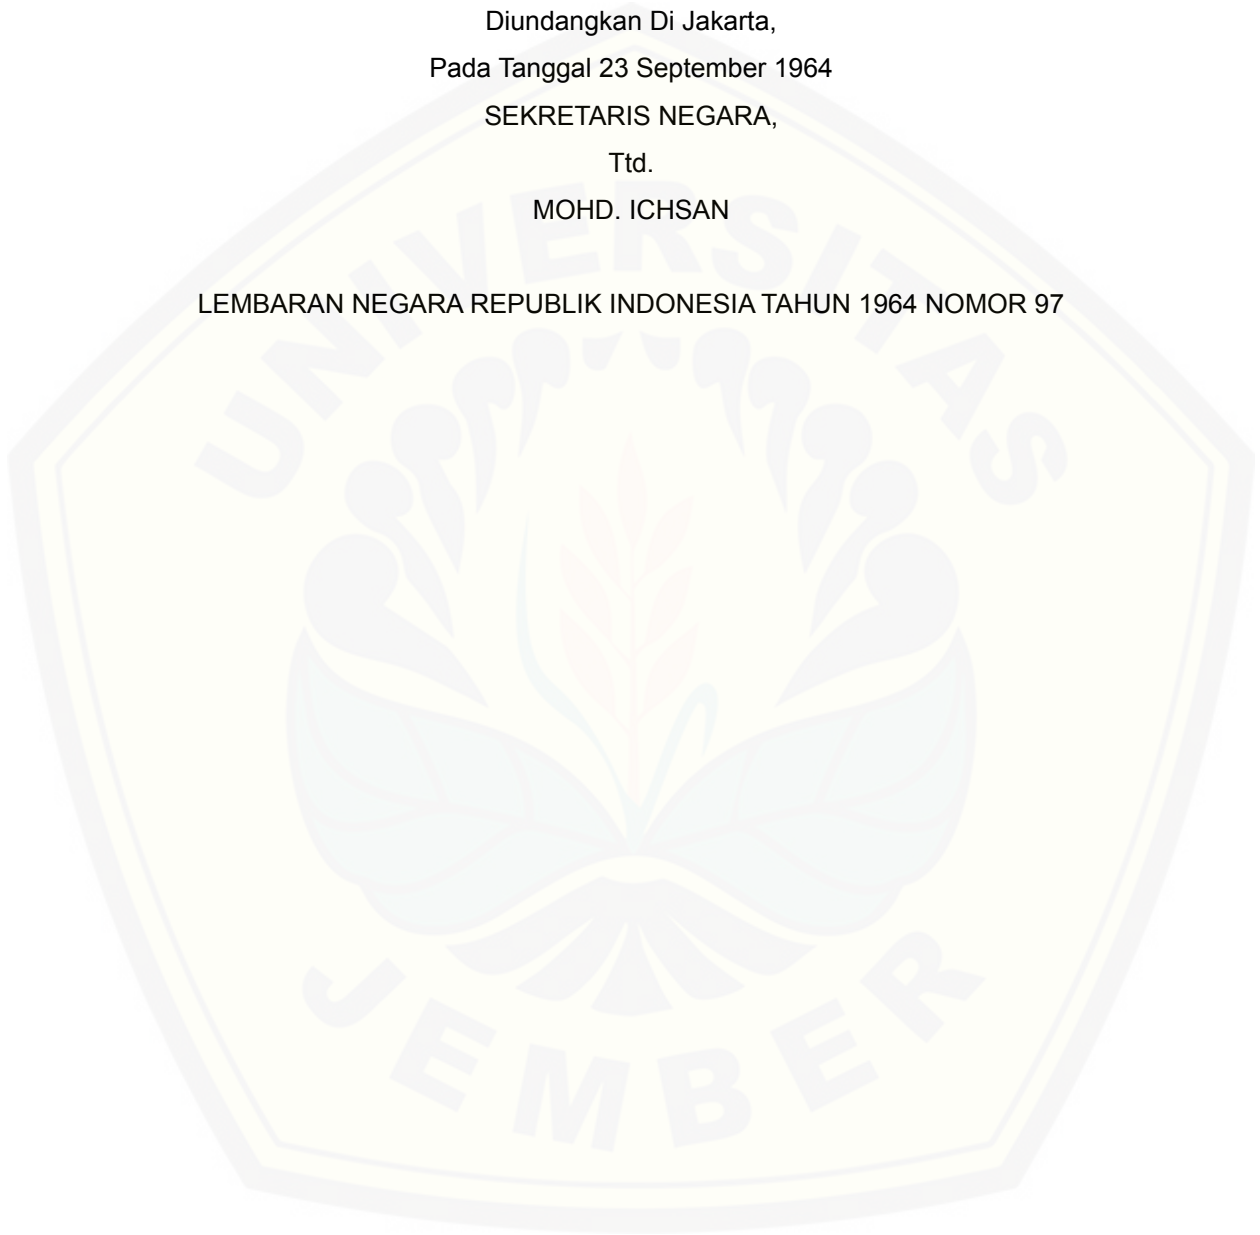 Diundangkan Di Jakarta,
Pada Tanggal 23 September 1964
SEKRETARIS NEGARA,
Ttd.
MOHD. ICHSAN
LEMBARAN NEGARA REPUBLIK INDONESIA TAHUN 1964 NOMOR 97
UNIVERSITAS
JEMBER